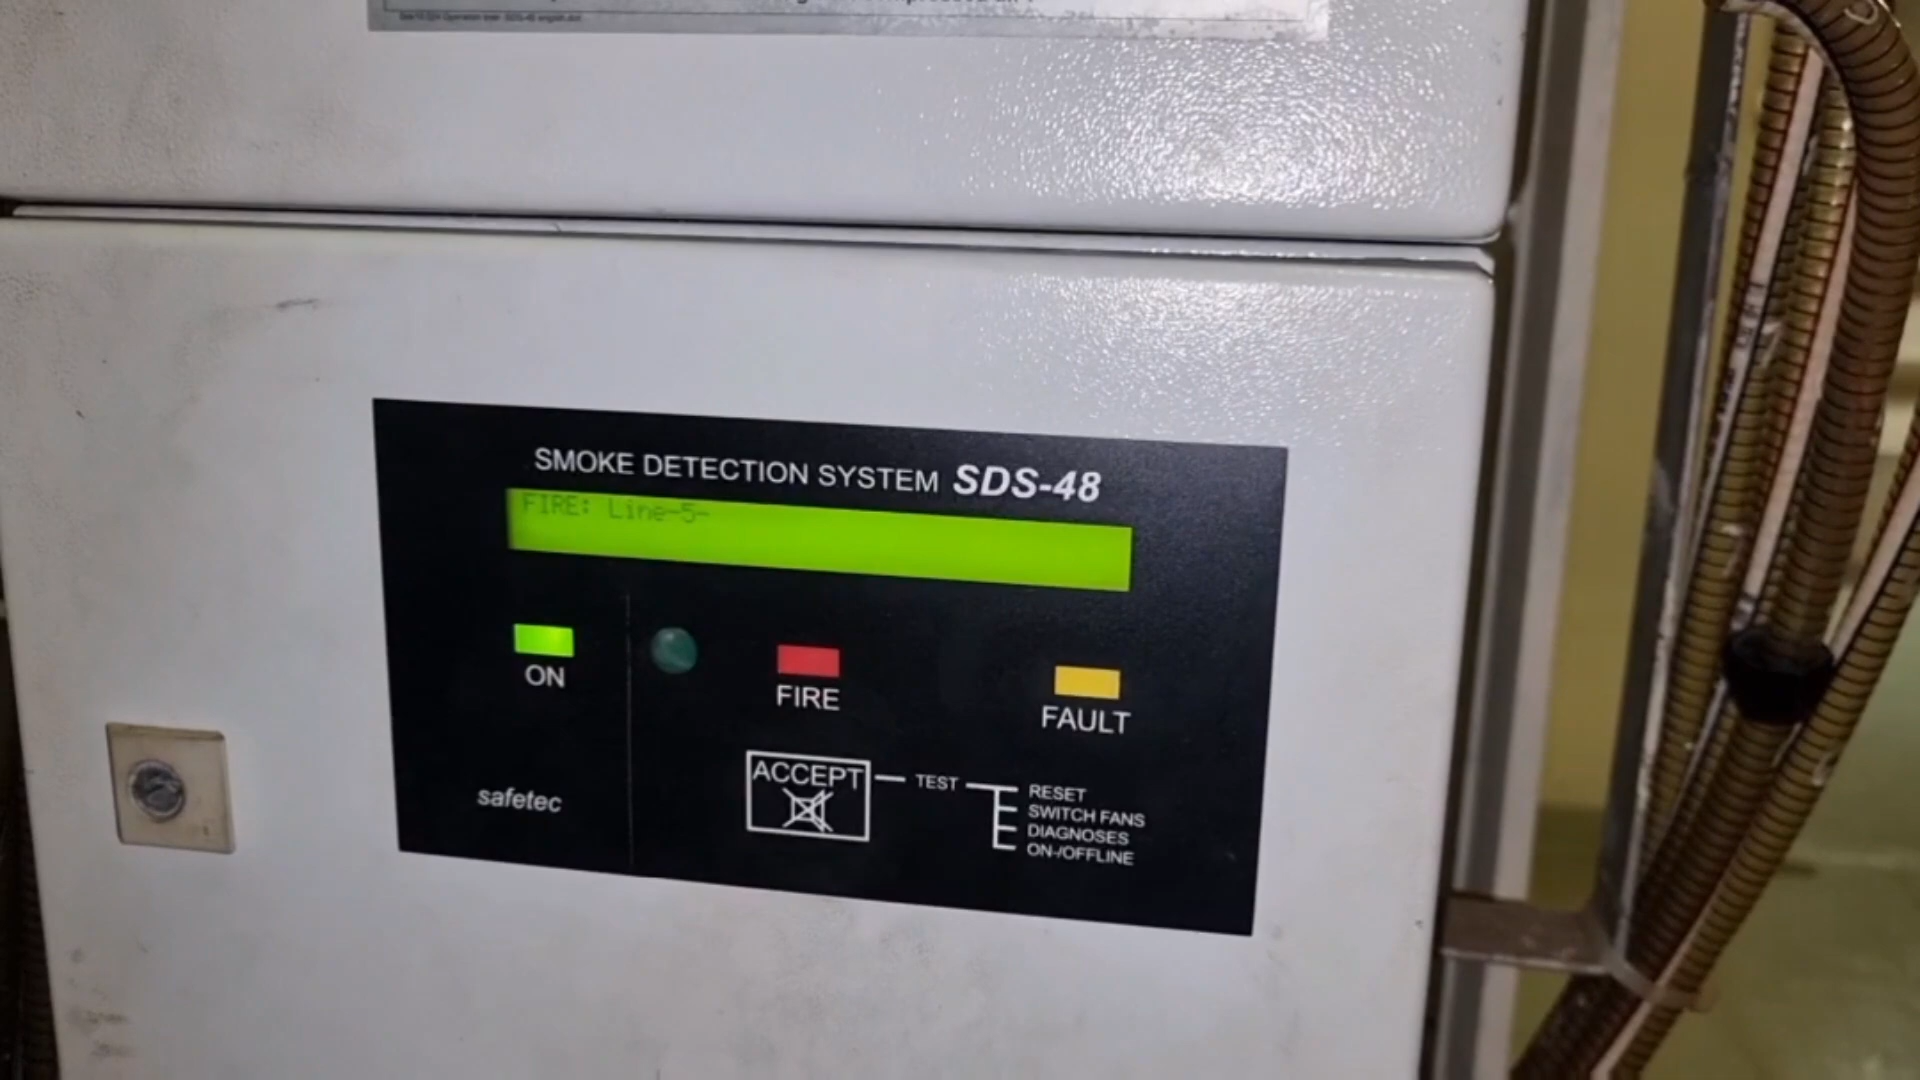 SMOKE DETECTION SYSTEM SDS-48
FIRE: Line-5-
ON
FIRE
FAULT
safetec
ACCEPT
TEST
RESET
SWITCH FANS
DIAGNOSES
ON-/OFFLINE